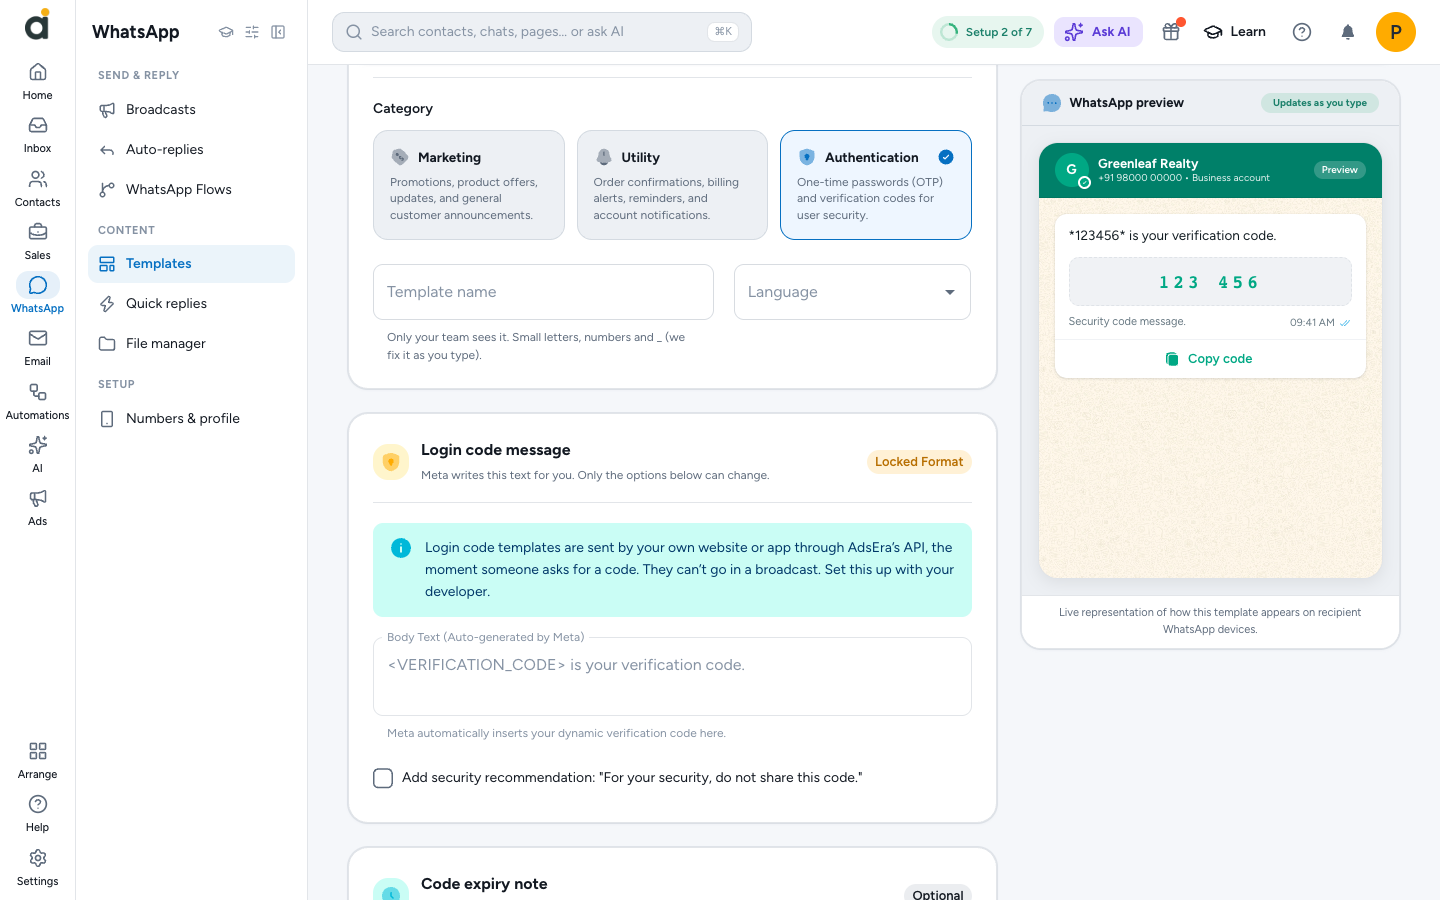 WhatsApp
Search contacts, chats, pages... or ask AI
⌘K
Setup 2 of 7
Ask AI
Learn
P
Home
Inbox
Contacts
Sales
WhatsApp
Email
Automations
AI
Ads
Arrange
Help
Settings
SEND & REPLY
Broadcasts
Auto-replies
WhatsApp Flows
CONTENT
Templates
Quick replies
File manager
SETUP
Numbers & profile
Category
Marketing
Promotions, product offers,
updates, and general
customer announcements.
Utility
Order confirmations, billing
alerts, reminders, and
account notifications.
Authentication
One-time passwords (OTP)
and verification codes for
user security.
Template name
Language
Only your team sees it. Small letters, numbers and _ (we
fix it as you type).
Login code message
Meta writes this text for you. Only the options below can change.
Locked Format
Login code templates are sent by your own website or app through AdsEra’s API, the
moment someone asks for a code. They can’t go in a broadcast. Set this up with your
developer.
Body Text (Auto-generated by Meta)
<VERIFICATION_CODE> is your verification code.
Meta automatically inserts your dynamic verification code here.
Add security recommendation: "For your security, do not share this code."
Code expiry note
Optional
WhatsApp preview
Updates as you type
G
Greenleaf Realty
+91 98000 00000 • Business account
Preview
*123456* is your verification code.
123 456
Security code message.
09:41 AM
Copy code
Live representation of how this template appears on recipient
WhatsApp devices.